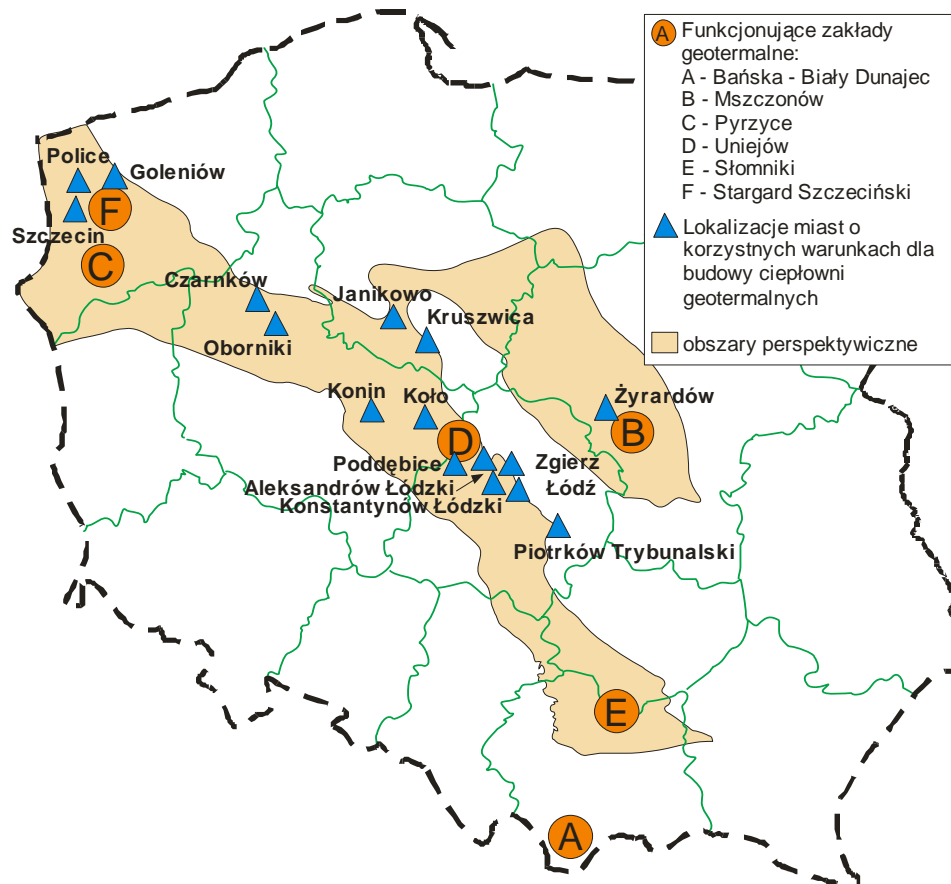 A Funkcjonujące zakłady
geotermalne:
A - Bańska - Biały Dunajec
B - Mszczonów
C - Pyrzyce
D - Uniejów
E - Słomniki
F - Stargard Szczeciński
Lokalizacje miast o
korzystnych warunkach dla
budowy ciepłowni
geotermalnych
obszary perspektywiczne
Police
Goleniów
F
Szczecin
C
Czarnków
Janikowo
Kruszwica
Oborniki
Konin
Koło
Żyrardów
B
D
Poddębice
Zgierz
Aleksandrów Łódzki
Łódź
Konstantynów Łódzki
Piotrków Trybunalski
E
A